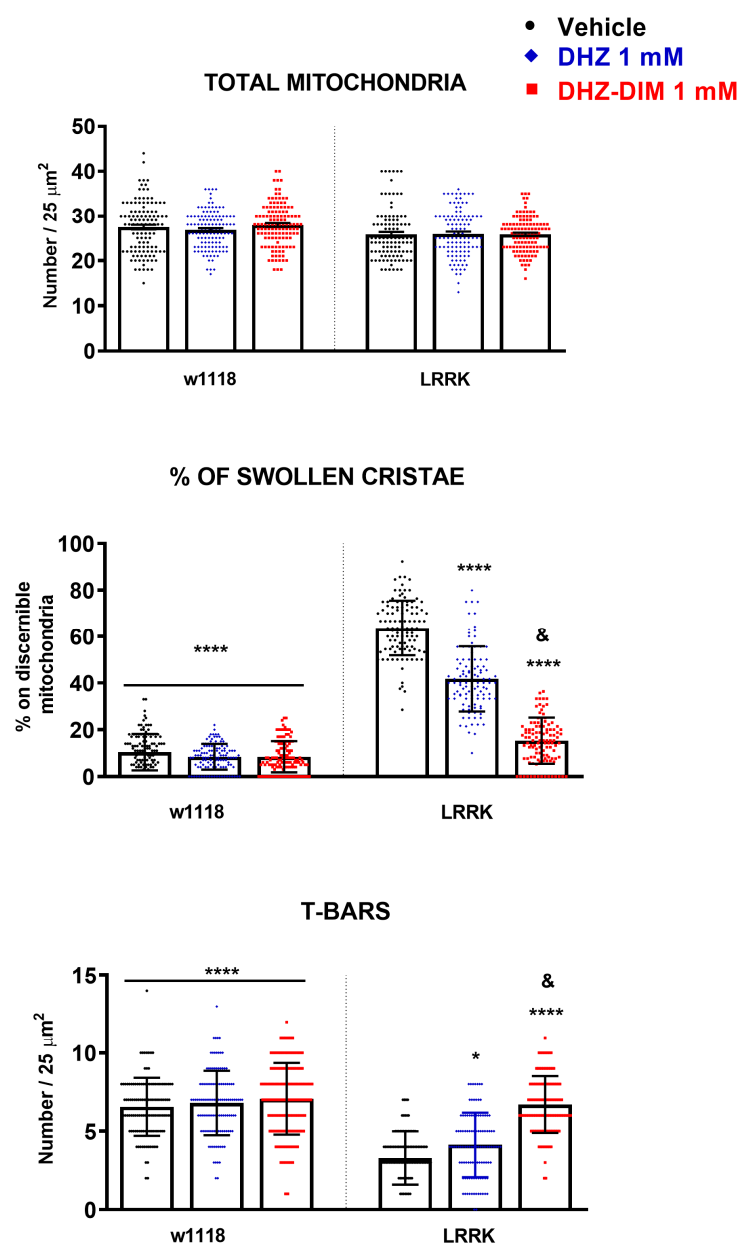 Vehicle
DHZ 1 mM
DHZ-DIM 1 mM
TOTAL MITOCHONDRIA
Number / 25 μm²
50
40
30
20
10
0
w1118
LRRK
% OF SWOLLEN CRISTAE
% on discernible
mitochondria
100
80
60
40
20
0
****
****
&
****
w1118
LRRK
T-BARS
Number / 25 μm²
15
10
5
0
****
*
&
****
w1118
LRRK